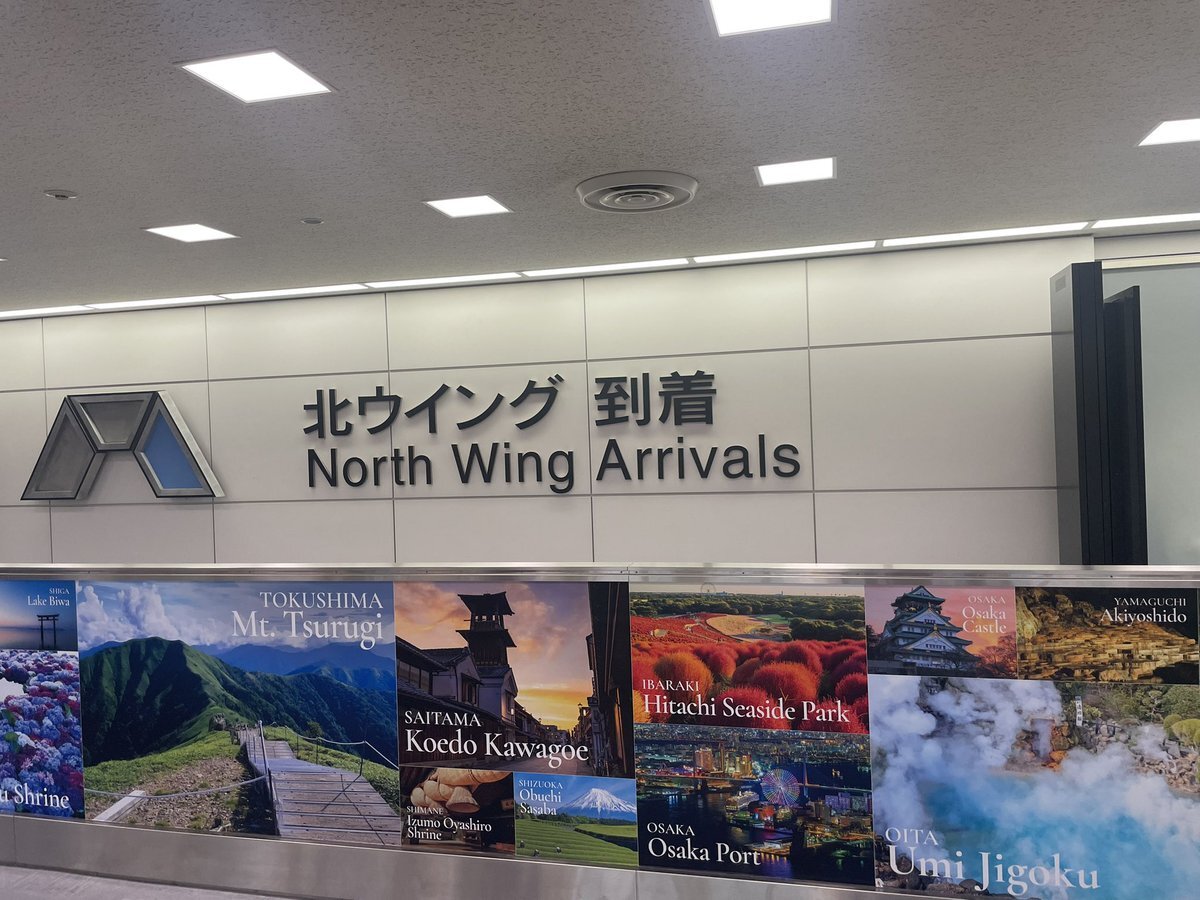 北ウイング 到着
North Wing Arrivals
SHIGA
Lake Biwa
Shrine
TOKUSHIMA
Mt. Tsurugi
SAITAMA
Koedo Kawagoe
SHIMANE
Izumo Oyashiro
Shrine
SHIZUOKA
Obuchi
Sasaba
IBARAKI
Hitachi Seaside Park
OSAKA
Osaka Port
OSAKA
Osaka
Castle
YAMAGUCHI
Akiyoshido
OITA
Umi Jigoku